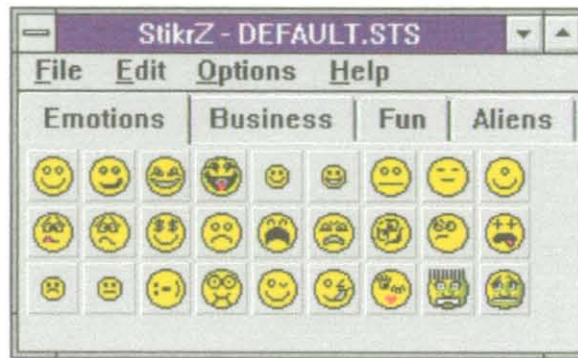 StikrZ - DEFAULT.STS
File Edit Options Help
Emotions Business Fun Aliens